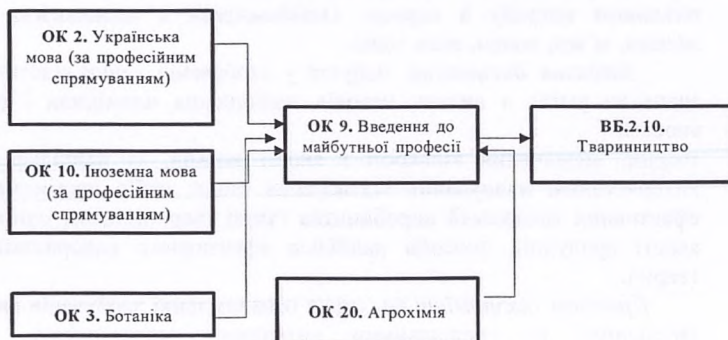 ОК 2. Українська
мова (за професійним
спрямуванням)
ОК 9. Введення до
майбутньої професії
ВБ.2.10.
Тваринництво
ОК 10. Іноземна мова
(за професійним
спрямуванням)
ОК 3. Ботаніка
ОК 20. Агрохімія